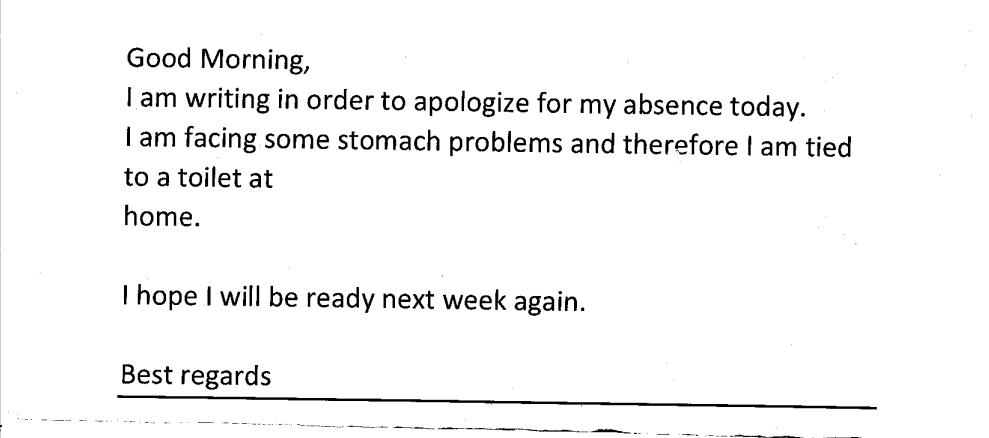 Good Morning,
I am writing in order to apologize for my absence today.
I am facing some stomach problems and therefore I am tied
to a toilet at
home.
I hope I will be ready next week again.
Best regards